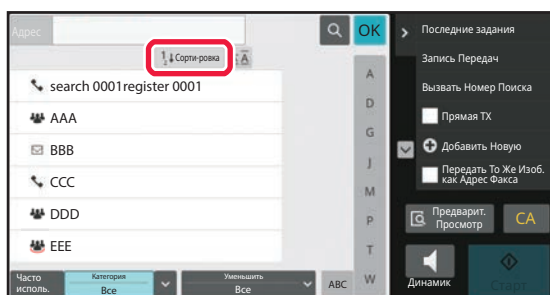 Адрес
OK
Сорти-ровка
search 0001register 0001
AAA
BBB
CCC
DDD
EEE
A
D
G
J
M
P
T
W
Часто
исполь.
Категория
Все
Уменьшить
Все
ABC
Последние задания
Запись Передач
Вызвать Номер Поиска
Прямая TX
Добавить Новую
Передать То Же Изоб.
как Адрес Факса
Предварит.
Просмотр
CA
Динамик
Старт